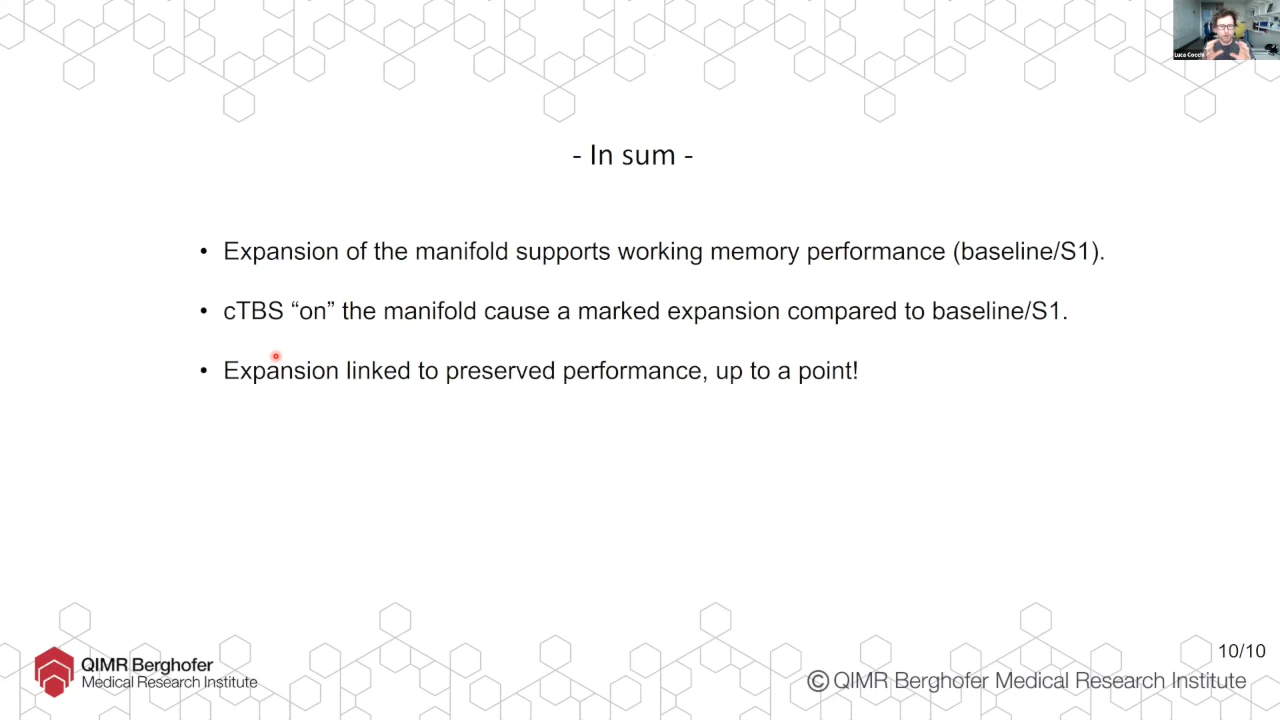 Luca Cocchi
- In sum -
• Expansion of the manifold supports working memory performance (baseline/S1).
• cTBS “on” the manifold cause a marked expansion compared to baseline/S1.
• Expansion linked to preserved performance, up to a point!
10/10
QIMR Berghofer
Medical Research Institute
© QIMR Berghofer Medical Research Institute